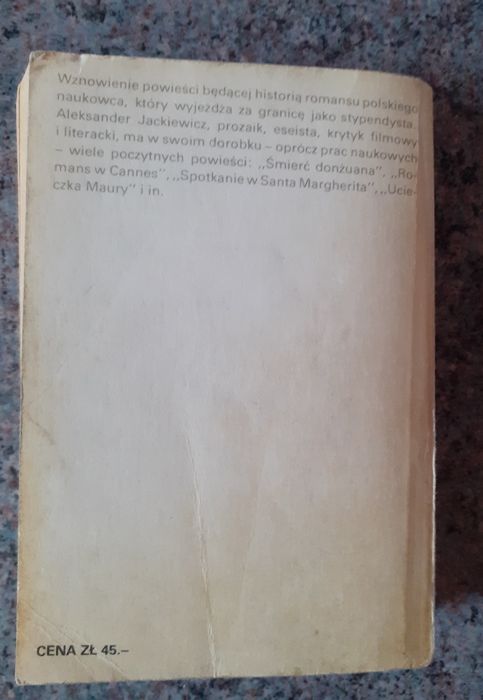 Wznowienie powieści będącej historią romansu polskiego
naukowca, który wyjeżdża za granicę jako stypendysta.
Aleksander Jackiewicz, prozaik, eseista, krytyk filmowy
i literacki, ma w swoim dorobku – oprócz prac naukowych
– wiele poczytnych powieści: „Śmierć donżuana”, „Ro-
mans w Cannes”, „Spotkanie w Santa Margherita”, „Ucie-
czka Maury” i in.
CENA ZŁ 45.–